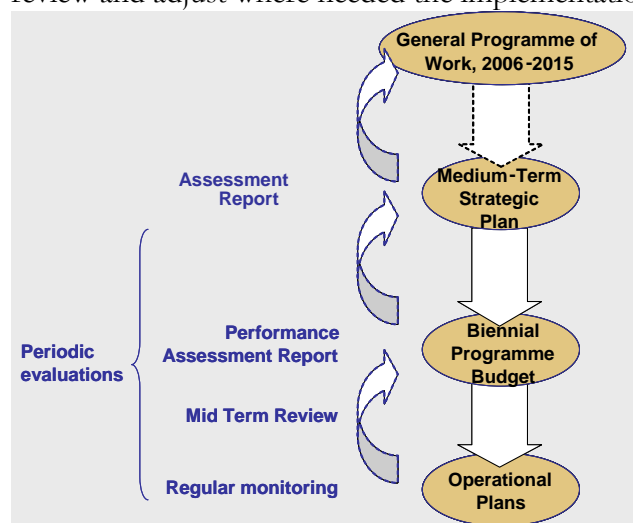 review and adjust where needed the implementatio
General Programme of
Work, 2006-2015
Assessment
Report
Medium-Term
Strategic
Plan
Performance
Assessment Report
Biennial
Programme
Budget
Periodic
evaluations
Mid Term Review
Regular monitoring
Operational
Plans